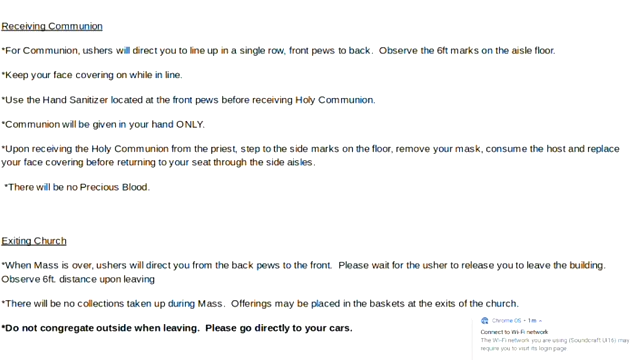 Receiving Communion
*For Communion, ushers will direct you to line up in a single row, front pews to back.  Observe the 6ft marks on the aisle floor.
*Keep your face covering on while in line.
*Use the Hand Sanitizer located at the front pews before receiving Holy Communion.
*Communion will be given in your hand ONLY.
*Upon receiving the Holy Communion from the priest, step to the side marks on the floor, remove your mask, consume the host and replace
your face covering before returning to your seat through the side aisles.
*There will be no Precious Blood.
Exiting Church
*When Mass is over, ushers will direct you from the back pews to the front.  Please wait for the usher to release you to leave the building.
Observe 6ft. distance upon leaving
*There will be no collections taken up during Mass.  Offerings may be placed in the baskets at the exits of the church.
*Do not congregate outside when leaving.  Please go directly to your cars.
Chrome OS • 1m
Connect to Wi-Fi network
The Wi-Fi network you are using (Soundcraft Ui16) may
require you to visit its login page